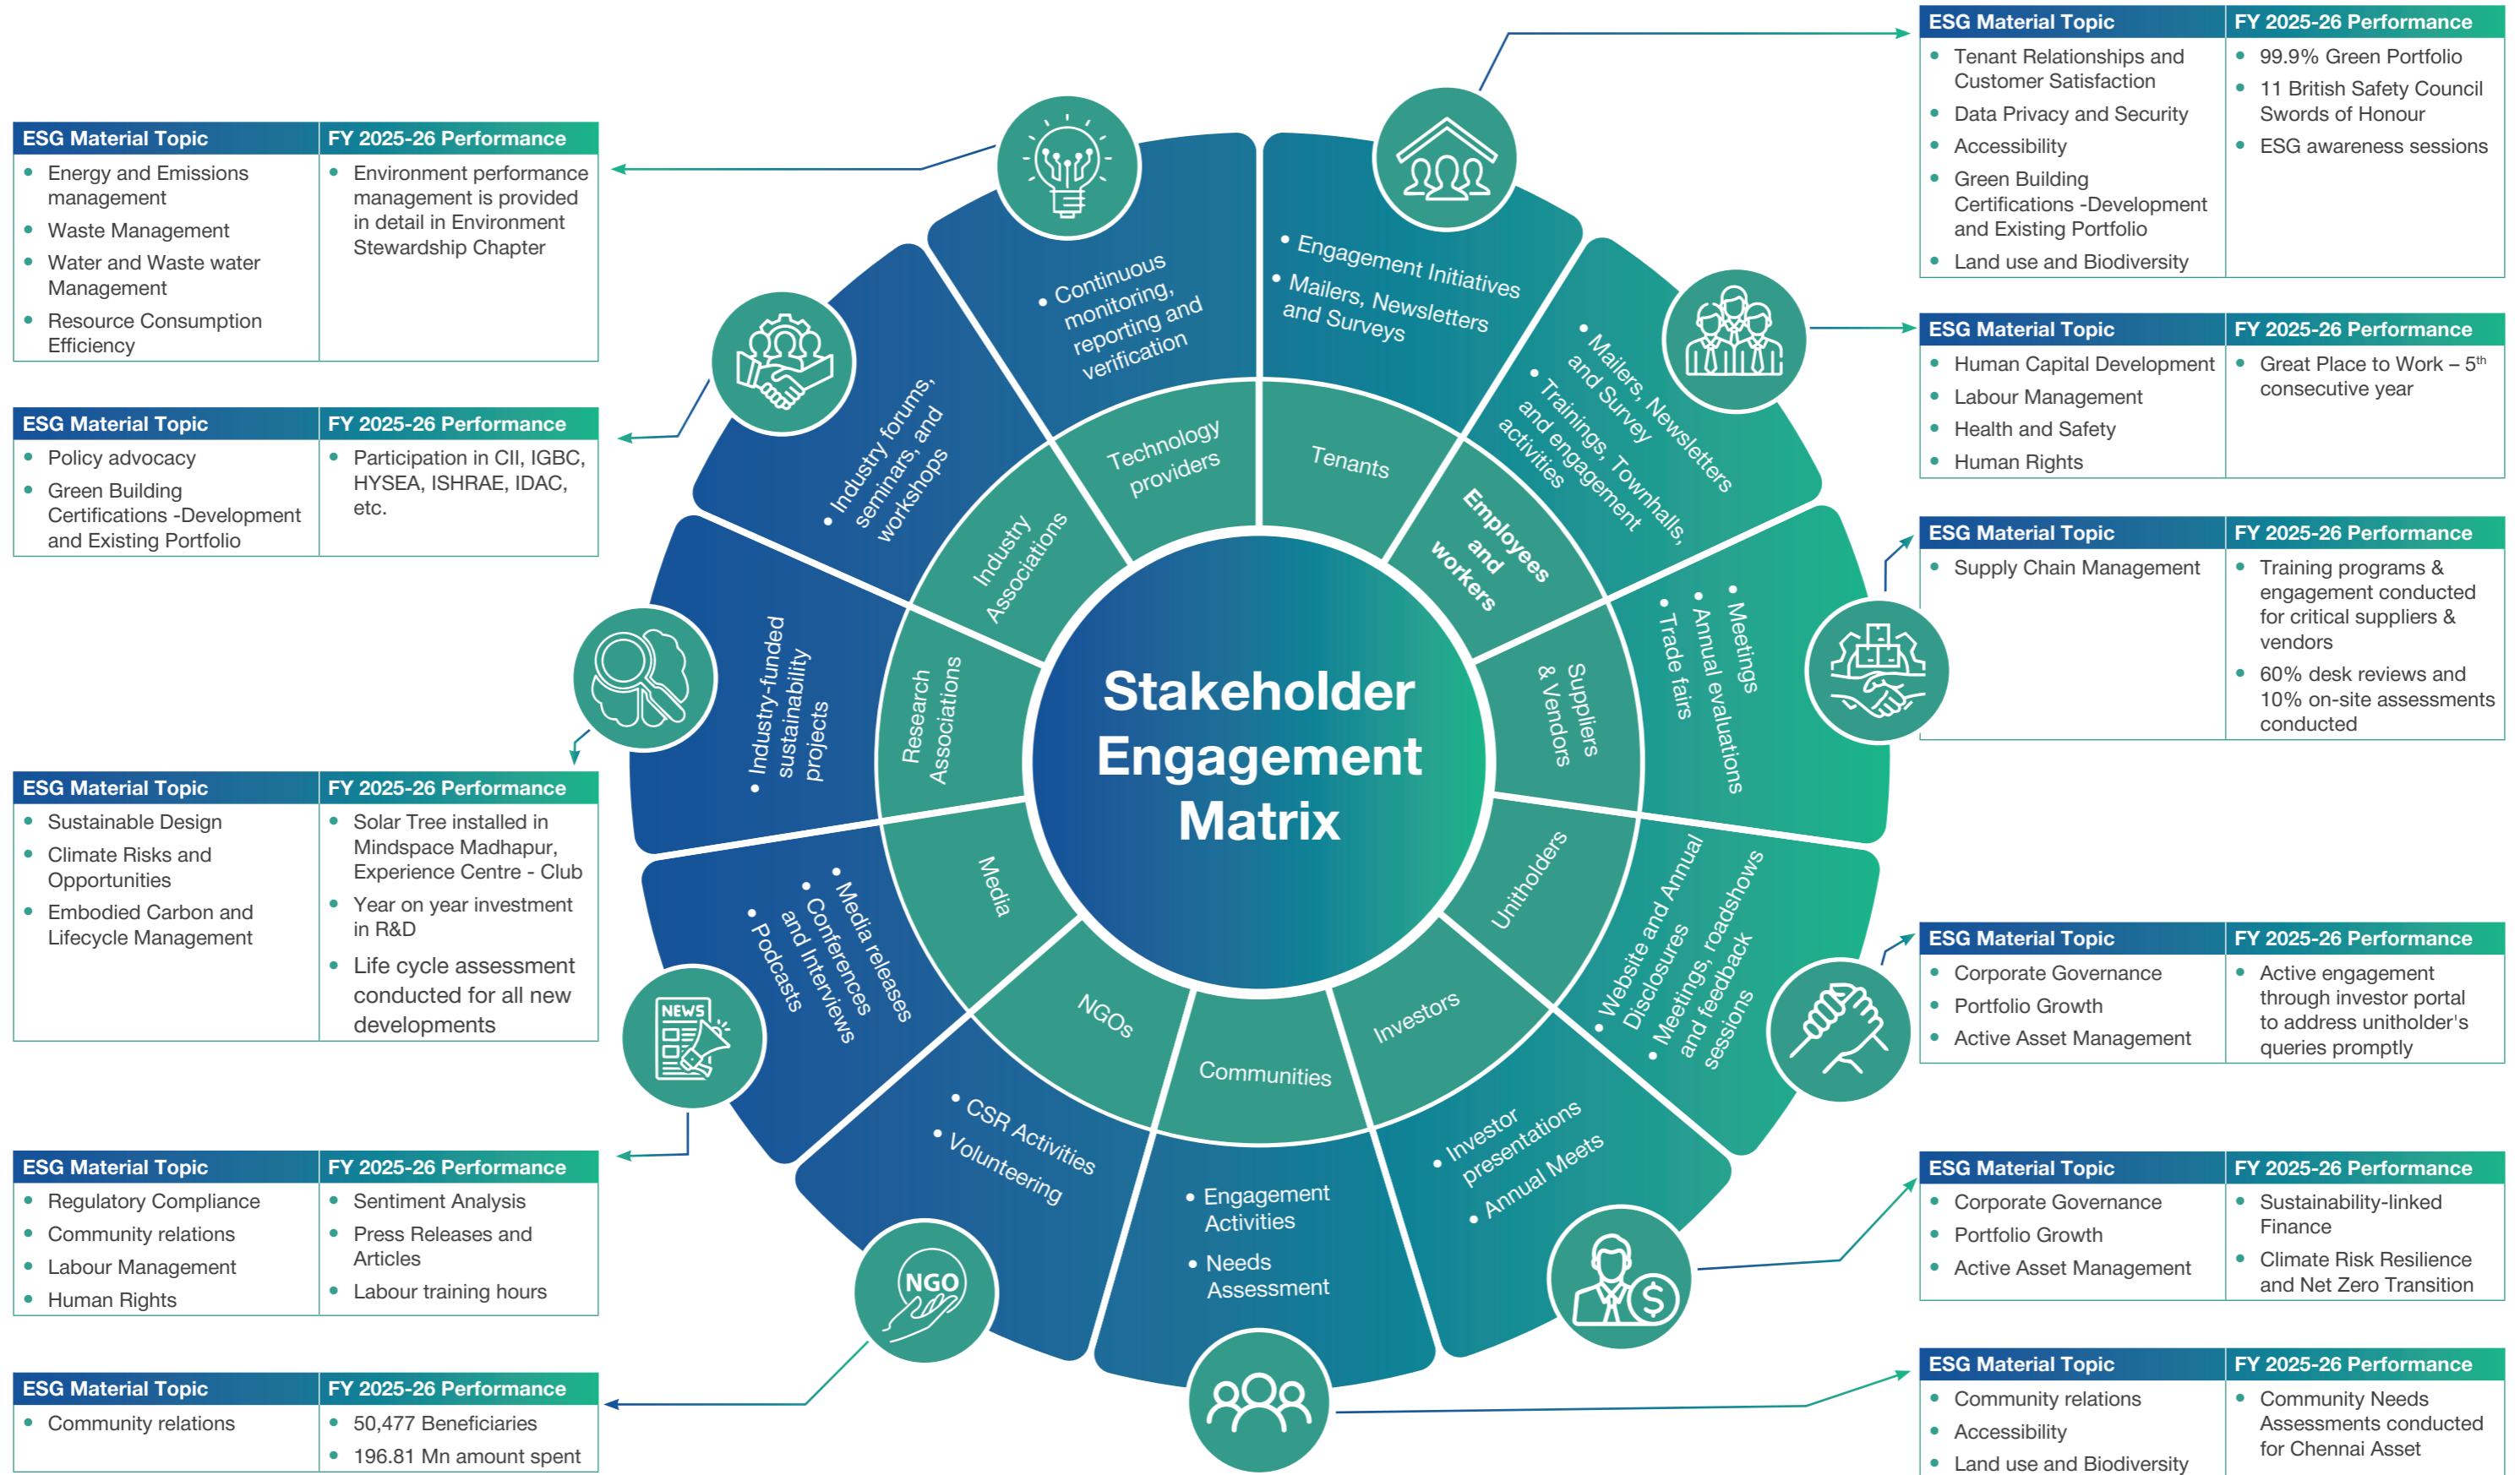 Stakeholder
Engagement
Matrix
Technology
providers
• Continuous
monitoring,
reporting and
verification
ESG Material Topic
FY 2025-26 Performance
• Energy and Emissions
management
• Waste Management
• Water and Waste water
Management
• Resource Consumption
Efficiency
• Environment performance
management is provided
in detail in Environment
Stewardship Chapter
Industry
Associations
• Industry forums,
seminars, and
workshops
ESG Material Topic
FY 2025-26 Performance
• Policy advocacy
• Green Building
Certifications -Development
and Existing Portfolio
• Participation in CII, IGBC,
HYSEA, ISHRAE, IDAC,
etc.
Research
Associations
• Industry-funded
sustainability
projects
ESG Material Topic
FY 2025-26 Performance
• Sustainable Design
• Climate Risks and
Opportunities
• Embodied Carbon and
Lifecycle Management
• Solar Tree installed in
Mindspace Madhapur,
Experience Centre - Club
• Year on year investment
in R&D
• Life cycle assessment
conducted for all new
developments
Media
• Media releases
• Conferences
and Interviews
• Podcasts
NEWS
ESG Material Topic
FY 2025-26 Performance
• Regulatory Compliance
• Community relations
• Labour Management
• Human Rights
• Sentiment Analysis
• Press Releases and
Articles
• Labour training hours
NGOs
• CSR Activities
• Volunteering
NGO
ESG Material Topic
FY 2025-26 Performance
• Community relations
• 50,477 Beneficiaries
• 196.81 Mn amount spent
Tenants
• Engagement Initiatives
• Mailers, Newsletters
and Surveys
ESG Material Topic
FY 2025-26 Performance
• Tenant Relationships and
Customer Satisfaction
• Data Privacy and Security
• Accessibility
• Green Building
Certifications -Development
and Existing Portfolio
• Land use and Biodiversity
• 99.9% Green Portfolio
• 11 British Safety Council
Swords of Honour
• ESG awareness sessions
Employees
and
workers
• Mailers, Newsletters
and Survey
• Trainings, Townhalls,
and engagement
activities
ESG Material Topic
FY 2025-26 Performance
• Human Capital Development
• Labour Management
• Health and Safety
• Human Rights
• Great Place to Work – 5th
consecutive year
Suppliers
& Vendors
• Meetings
• Annual evaluations
• Trade fairs
ESG Material Topic
FY 2025-26 Performance
• Supply Chain Management
• Training programs &
engagement conducted
for critical suppliers &
vendors
• 60% desk reviews and
10% on-site assessments
conducted
Unitholders
• Website and Annual
Disclosures
• Meetings, roadshows
and feedback
sessions
ESG Material Topic
FY 2025-26 Performance
• Corporate Governance
• Portfolio Growth
• Active Asset Management
• Active engagement
through investor portal
to address unitholder's
queries promptly
Investors
• Investor
presentations
• Annual Meets
$
ESG Material Topic
FY 2025-26 Performance
• Corporate Governance
• Portfolio Growth
• Active Asset Management
• Sustainability-linked
Finance
• Climate Risk Resilience
and Net Zero Transition
Communities
• Engagement
Activities
• Needs
Assessment
ESG Material Topic
FY 2025-26 Performance
• Community relations
• Accessibility
• Land use and Biodiversity
• Community Needs
Assessments conducted
for Chennai Asset